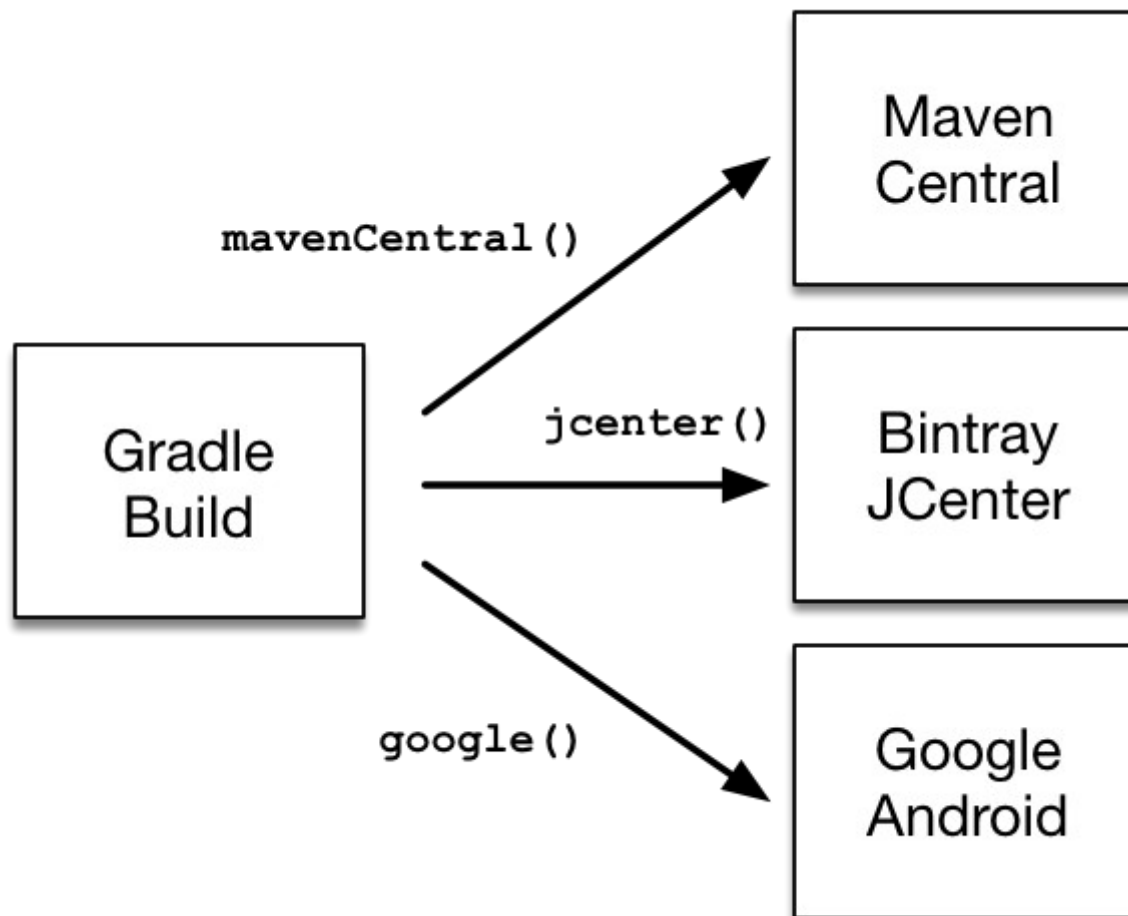 Maven
Central
mavenCentral()
jcenter()
Gradle
Build
Bintray
JCenter
google()
Google
Android